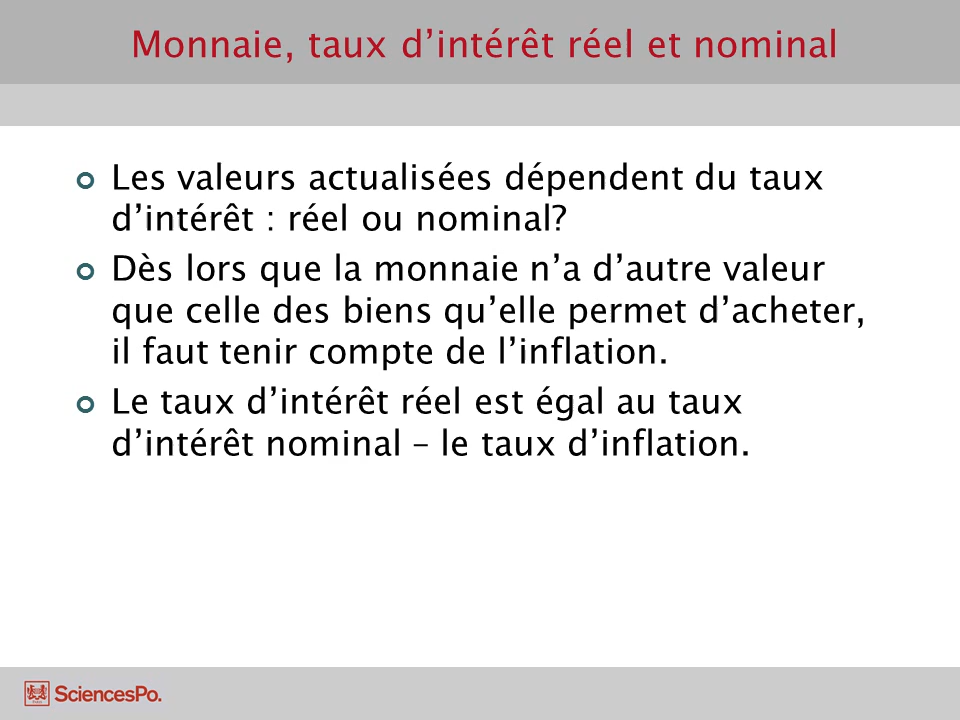 Monnaie, taux d’intérêt réel et nominal
Les valeurs actualisées dépendent du taux
d’intérêt : réel ou nominal?
Dès lors que la monnaie n’a d’autre valeur
que celle des biens qu’elle permet d’acheter,
il faut tenir compte de l’inflation.
Le taux d’intérêt réel est égal au taux
d’intérêt nominal – le taux d’inflation.
SciencesPo.